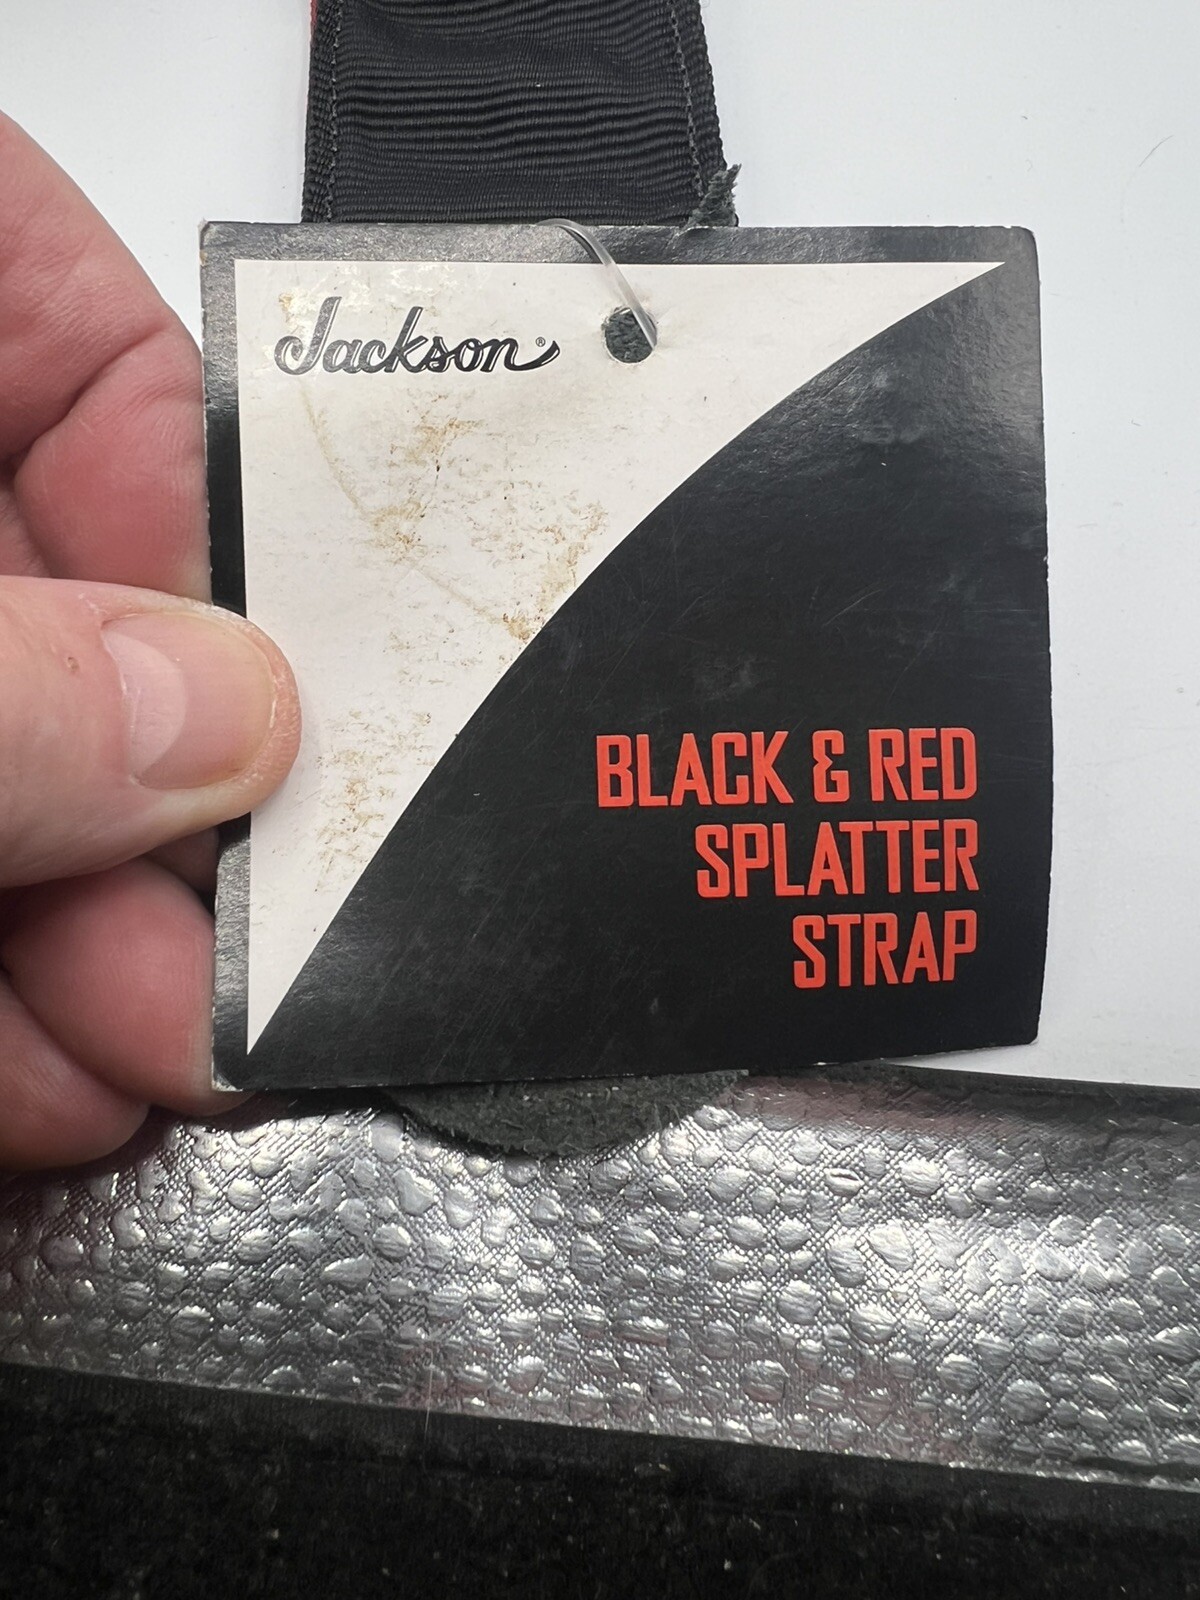 Jackson®
BLACK & RED
SPLATTER
STRAP